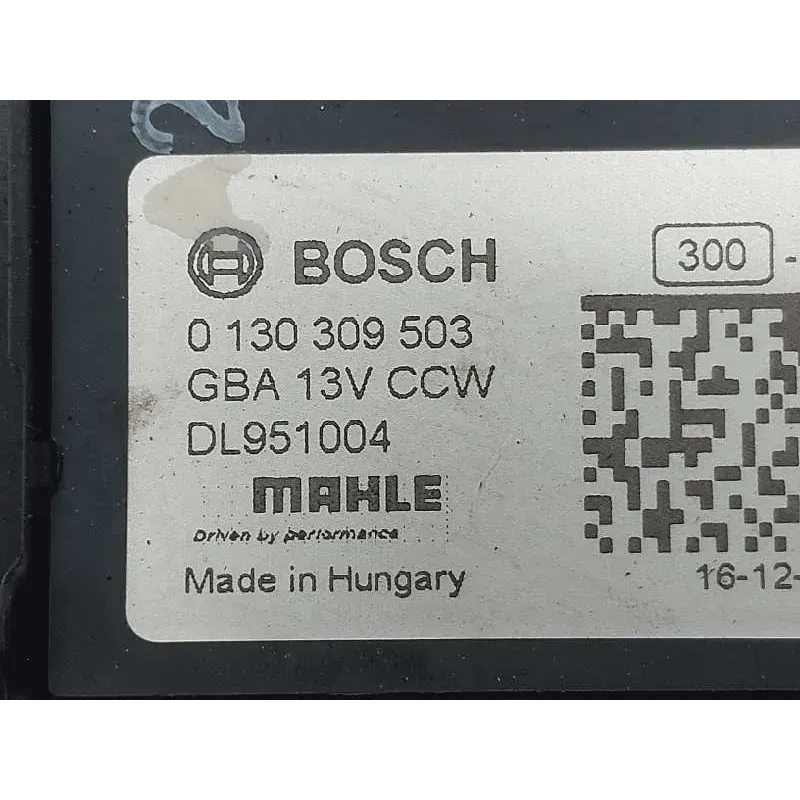 2
BOSCH
300 -
0 130 309 503
GBA 13V CCW
DL951004
MAHLE
Driven by performance
Made in Hungary
16-12-